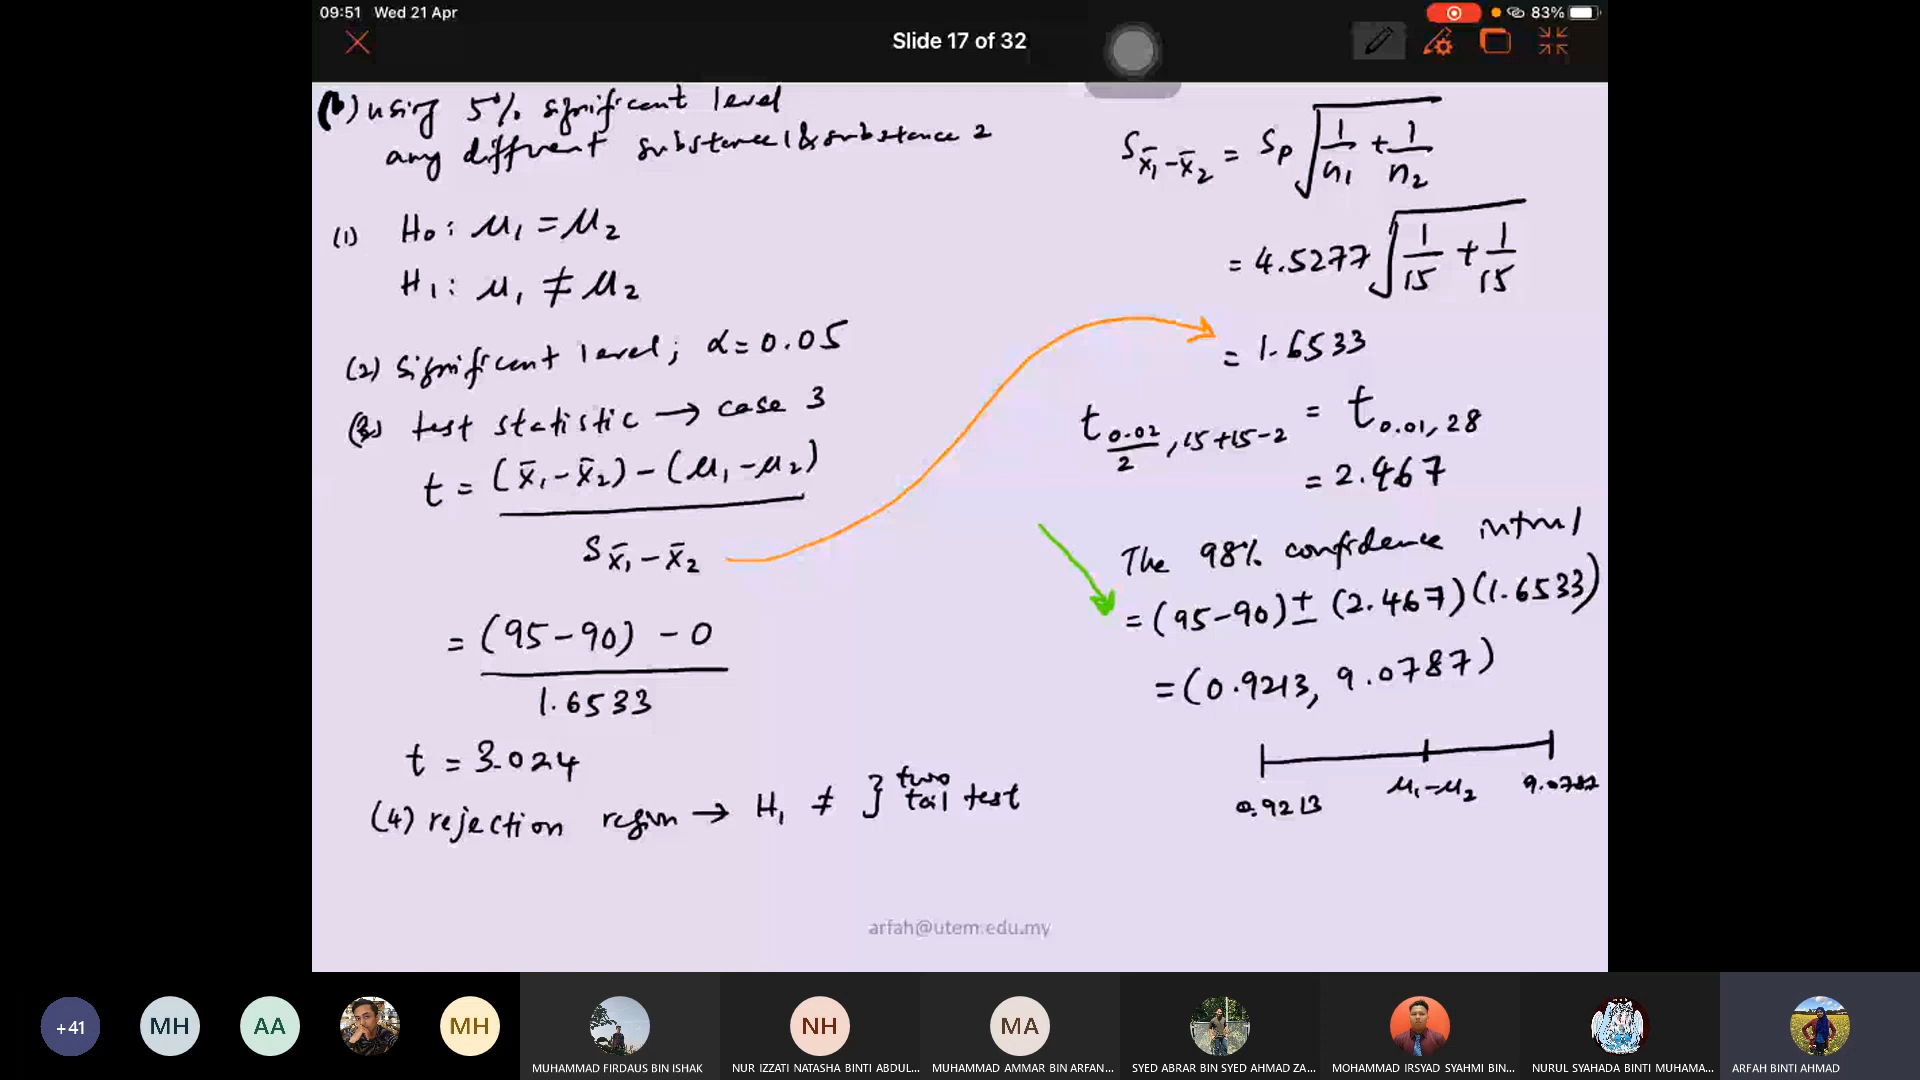 09:51 Wed 21 Apr
83%
Slide 17 of 32
(b) using 5% significant level
any diffrent substance 1 & substance 2
(1) H₀ : μ₁ = μ₂
H₁ : μ₁ ≠ μ₂
(2) significant level; α = 0.05
(3) test statistic → case 3
t = (x̄₁ - x̄₂) - (μ₁ - μ₂)
S x̄₁ - x̄₂
= (95 - 90) - 0
1.6533
t = 3.024
(4) rejection region → H₁ ≠ } two
tail test
S x̄₁ - x̄₂ = Sp √ 1/n₁ + 1/n₂
= 4.5277 √ 1/15 + 1/15
= 1.6533
t 0.02/2, 15+15-2 = t 0.01, 28
= 2.467
The 98% confidence
= (95-90) ± (2.467)(1.6533)
= (0.9213, 9.0787)
0.9213 μ₁-μ₂ 9.0787
arfah@utem.edu.my
+41
MH
AA
MH
NH
MA
MUHAMMAD FIRDAUS BIN ISHAK
NUR IZZATI NATASHA BINTI ABDUL...
MUHAMMAD AMMAR BIN ARFAN...
SYED ABRAR BIN SYED AHMAD ZA...
MOHAMMAD IRSYAD SYAHMI BIN...
NURUL SYAHADA BINTI MUHAMA...
ARFAH BINTI AHMAD